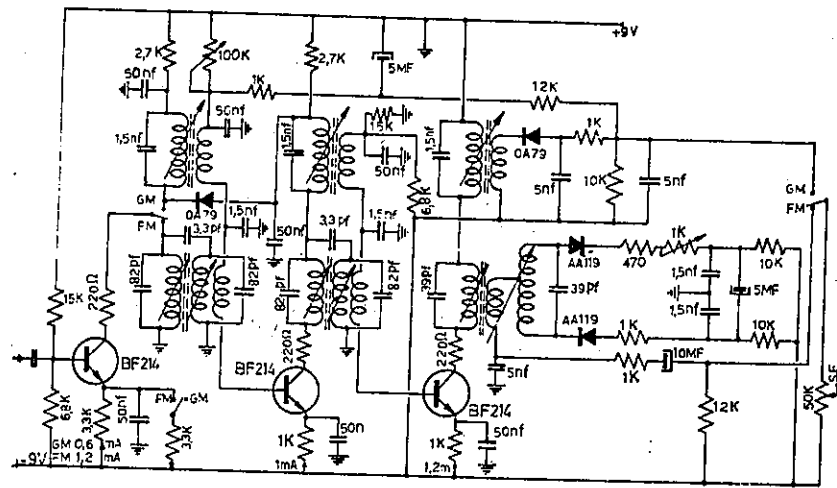 +9V
2,7K
100K
2,7K
5MF
50nf
1K
12K
1K
50nf
15K
OA79
1,5nf
1,5nf
50nf
1,5nf
5nf
10K
5nf
GM
FM
OA79
1,5nf
50nf
6,8K
1,5nf
GM
FM
3,3pf
3,3pf
1K
AA119
470
10K
82pf
82pf
82pf
82pf
39pf
39pf
1,5nf
5MF
1,5nf
15K
220Ω
AA119
1K
10K
220Ω
220Ω
5nf
1K
10MF
BF214
BF214
BF214
12K
50K
SF
6,8K
3,3K
50nf
FM
GM
3,3K
1K
50n
1K
50nf
GM 0,6 mA
FM 1,2 mA
1mA
1,2m
-9V